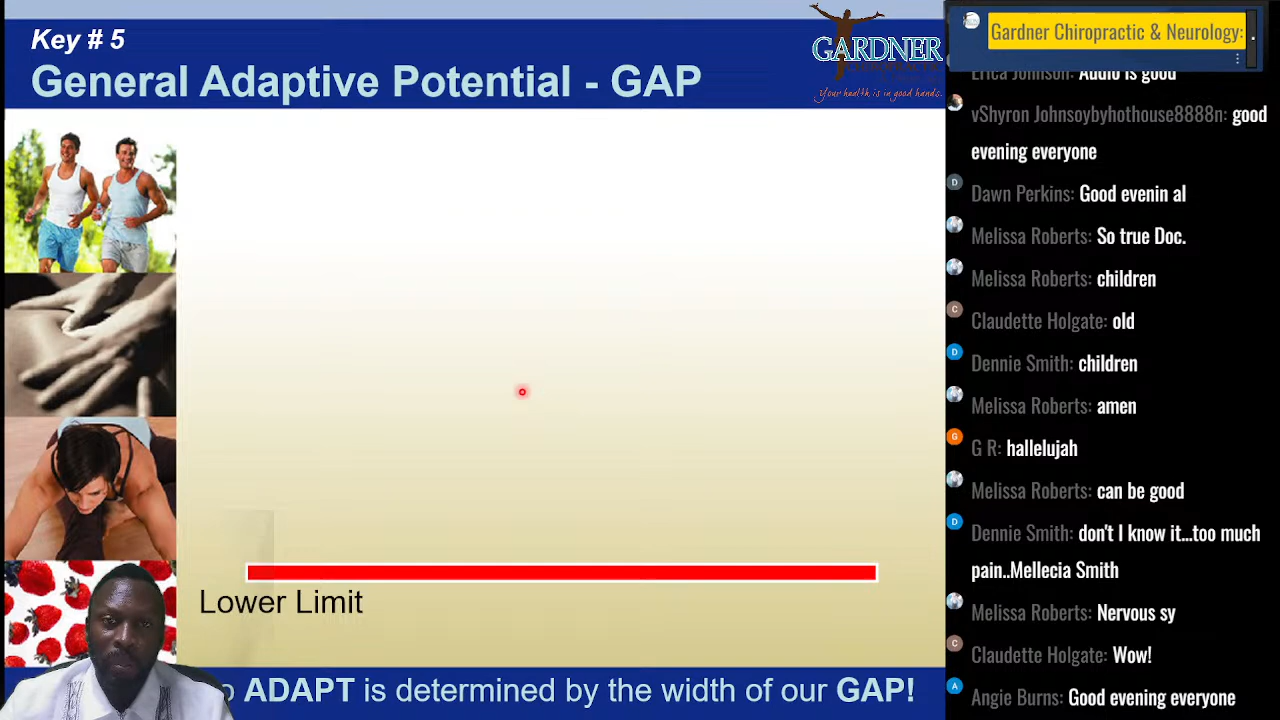 Key # 5
General Adaptive Potential - GAP
GARDNER
Your health is in good hands.
Lower Limit
ADAPT is determined by the width of our GAP!
Gardner Chiropractic & Neurology: .
Erica Johnson: Audio is good
vShyron Johnsoybyhothouse8888n: good
evening everyone
D
Dawn Perkins: Good evenin al
Melissa Roberts: So true Doc.
Melissa Roberts: children
C
Claudette Holgate: old
D
Dennie Smith: children
Melissa Roberts: amen
G
G R: hallelujah
Melissa Roberts: can be good
D
Dennie Smith: don't I know it...too much
pain..Mellecia Smith
Melissa Roberts: Nervous sy
C
Claudette Holgate: Wow!
A
Angie Burns: Good evening everyone